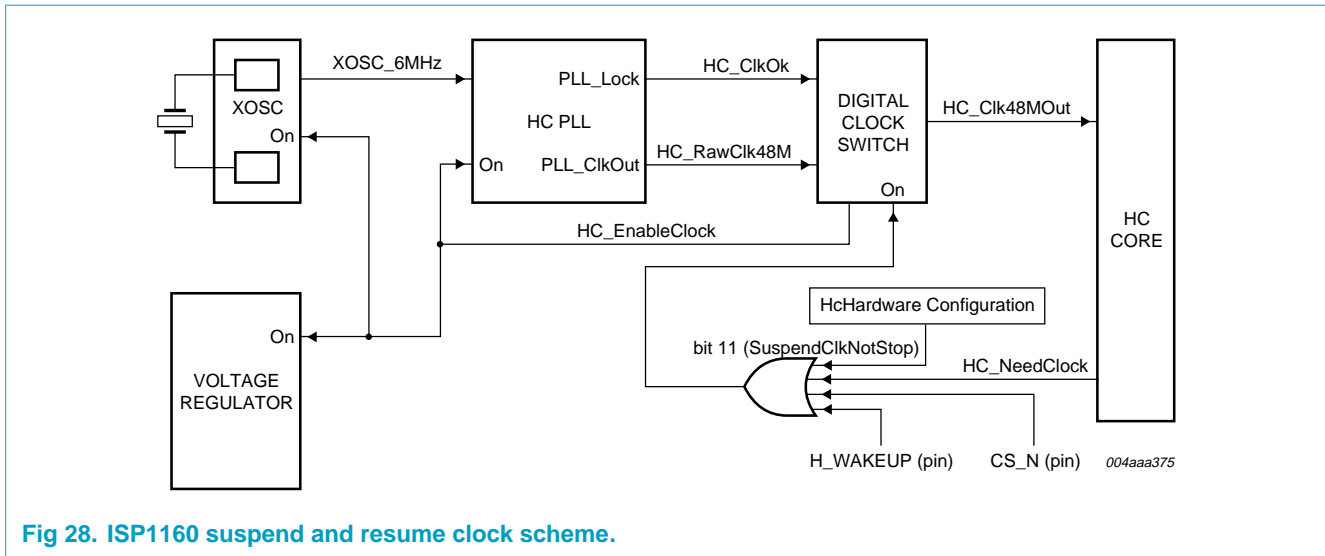 XOSC
On
XOSC_6MHz
PLL_Lock
HC PLL
On
PLL_ClkOut
HC_ClkOk
HC_RawClk48M
DIGITAL
CLOCK
SWITCH
On
HC_Clk48MOut
HC
CORE
HC_EnableClock
On
VOLTAGE
REGULATOR
HcHardware Configuration
bit 11 (SuspendClkNotStop)
HC_NeedClock
H_WAKEUP (pin)
CS_N (pin)
004aaa375
Fig 28. ISP1160 suspend and resume clock scheme.